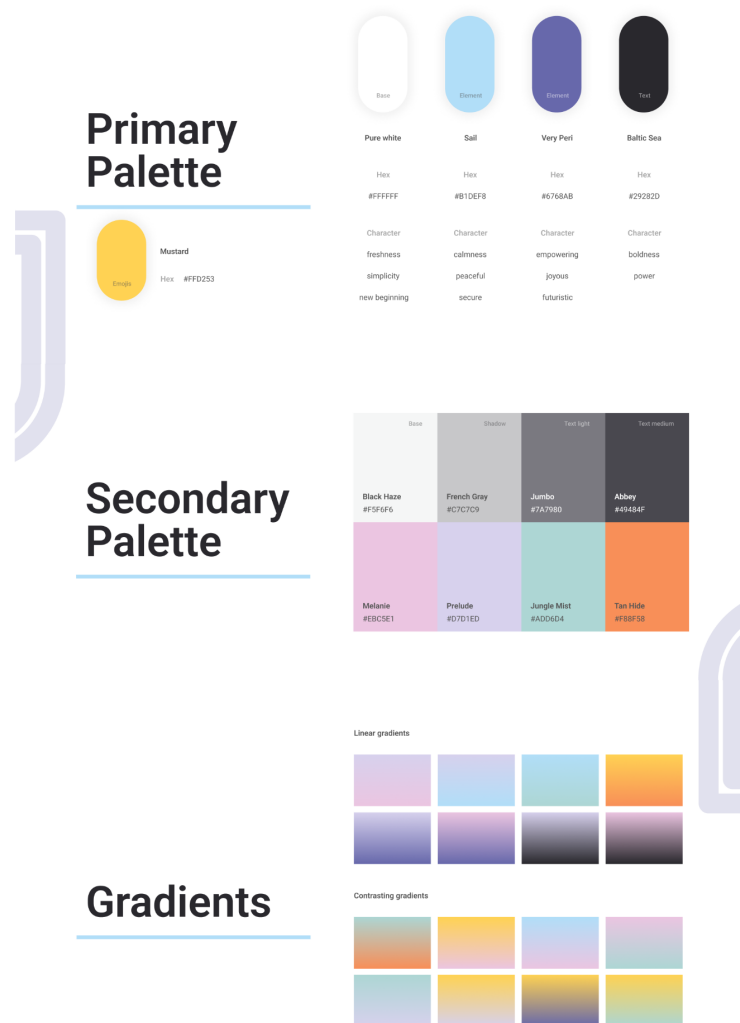 Primary
Palette
Mustard
Emojis
Hex #FFD253
Base Element Element Text
Pure white Sail Very Peri Baltic Sea
Hex Hex Hex Hex
#FFFFFF #B1DEF8 #6768AB #29282D
Character Character Character Character
freshness calmness empowering boldness
simplicity peaceful joyous power
new beginning secure futuristic
Secondary
Palette
Base Shadow Text light Text medium
Black Haze French Gray Jumbo Abbey
#F5F6F6 #C7C7C9 #7A7980 #49484F
Melanie Prelude Jungle Mist Tan Hide
#EBC5E1 #D7D1ED #ADD6D4 #F88F58
Gradients
Linear gradients
Contrasting gradients